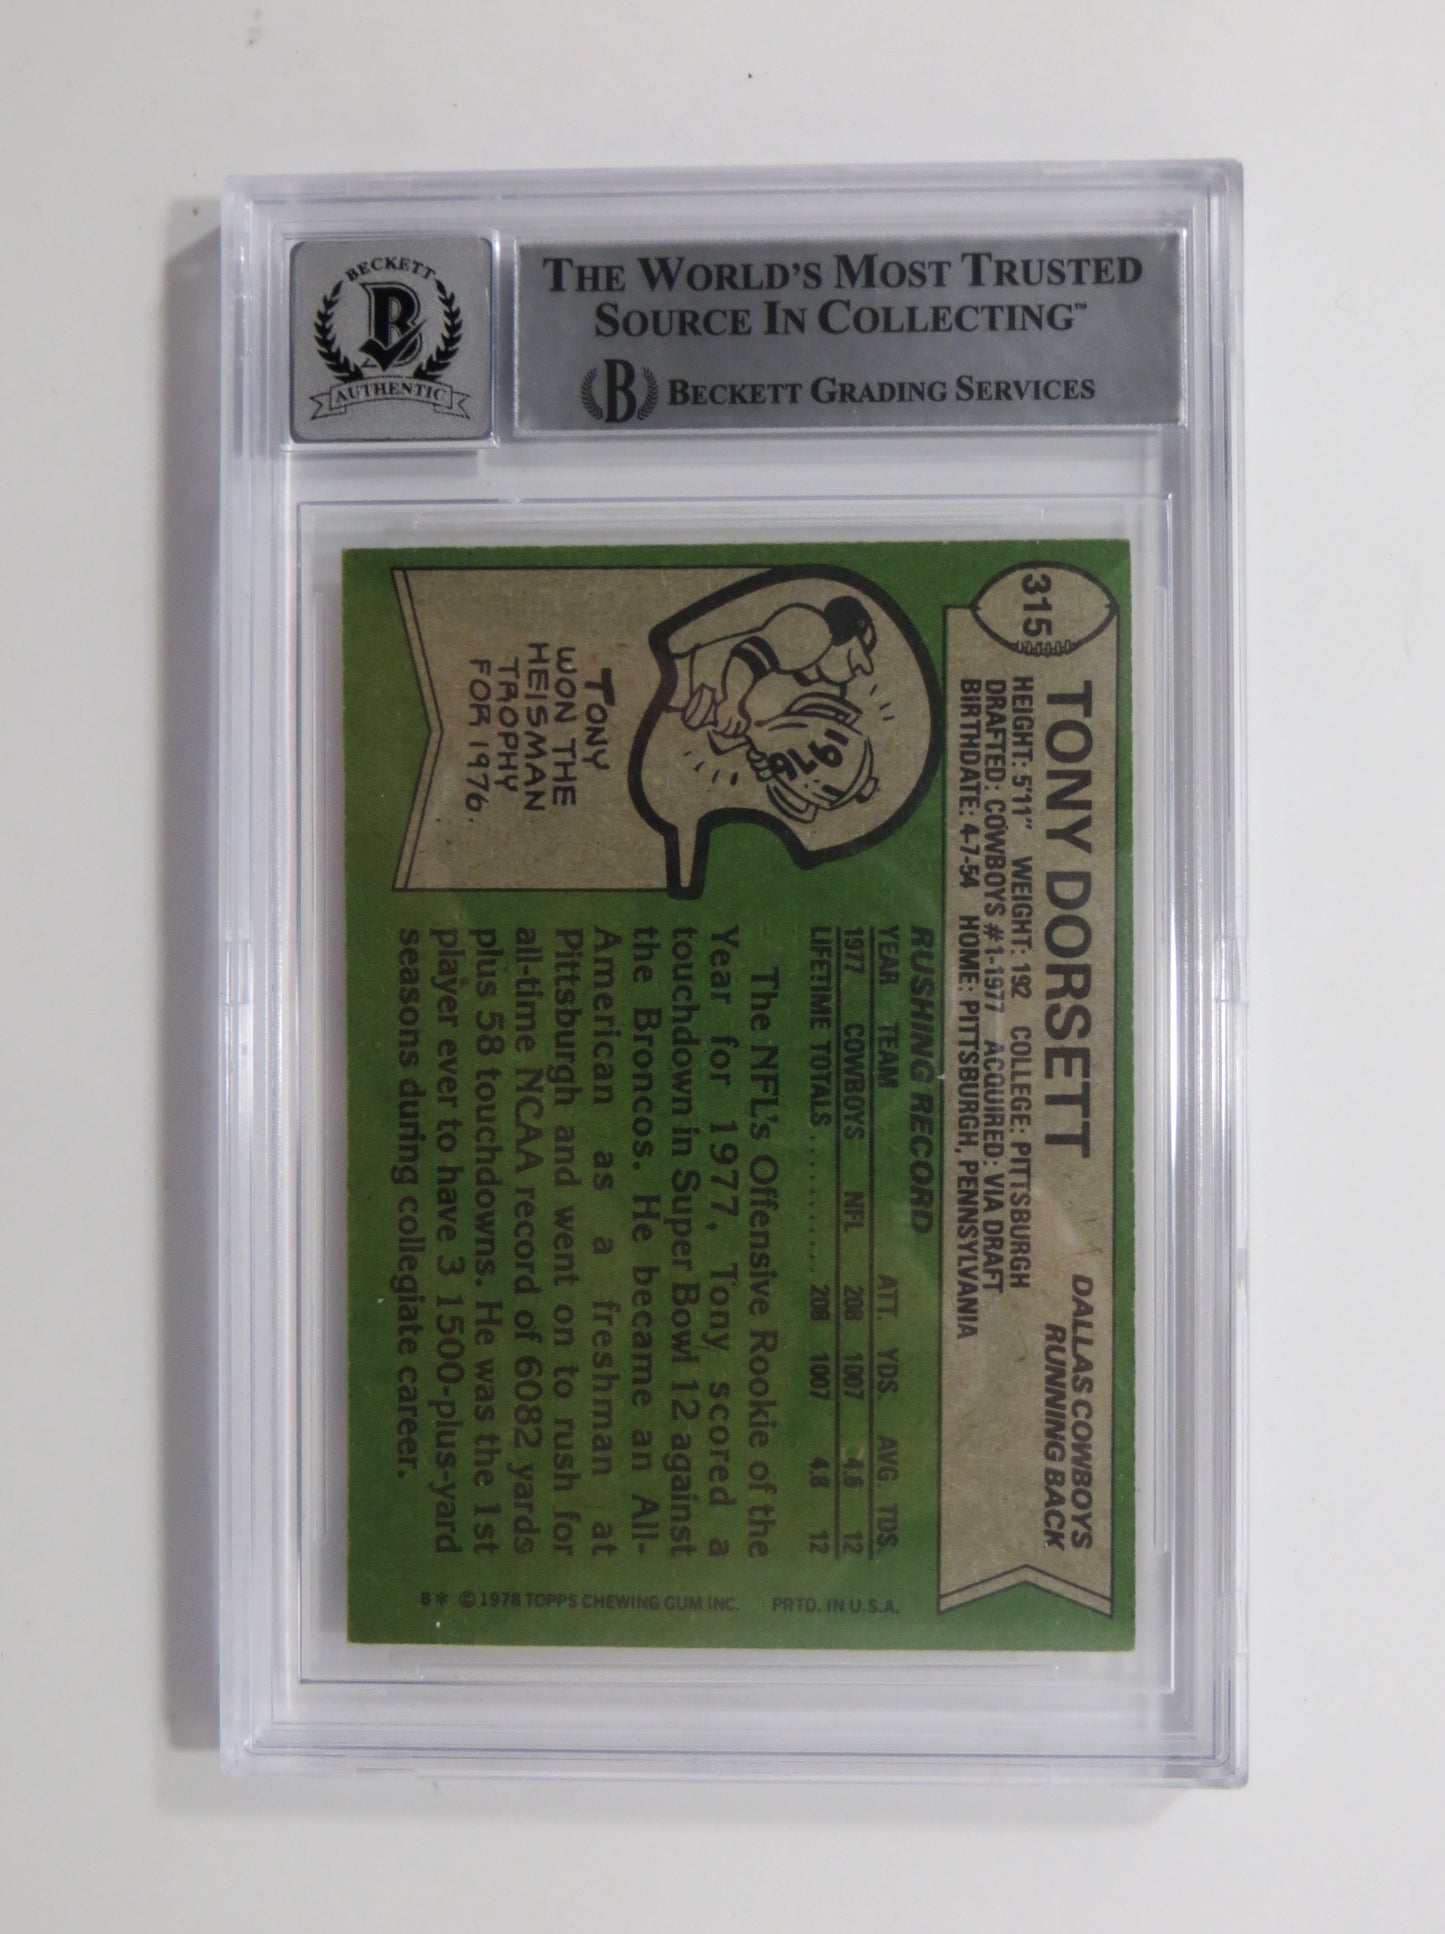 BECKETT
B
AUTHENTIC
THE WORLD'S MOST TRUSTED
SOURCE IN COLLECTING™
B BECKETT GRADING SERVICES
315
TONY DORSETT
DALLAS COWBOYS
RUNNING BACK
HEIGHT: 5'11" WEIGHT: 192 COLLEGE: PITTSBURGH
DRAFTED: COWBOYS #1-1977 ACQUIRED: VIA DRAFT
BIRTHDATE: 4-7-54 HOME: PITTSBURGH, PENNSYLVANIA
1976
TONY
WON THE
HEISMAN
TROPHY
FOR 1976.
RUSHING RECORD
YEAR TEAM ATT. YDS. AVG. TDS.
1977 COWBOYS NFL 208 1007 4.8 12
LIFETIME TOTALS .......... 208 1007 4.8 12
The NFL's Offensive Rookie of the
Year for 1977, Tony scored a
touchdown in Super Bowl 12 against
the Broncos. He became an All-
American as a freshman at
Pittsburgh and went on to rush for
all-time NCAA record of 6082 yards
plus 58 touchdowns. He was the 1st
player ever to have 3 1500-plus-yard
seasons during collegiate career.
B* © 1978 TOPPS CHEWING GUM INC. PRTD. IN U.S.A.